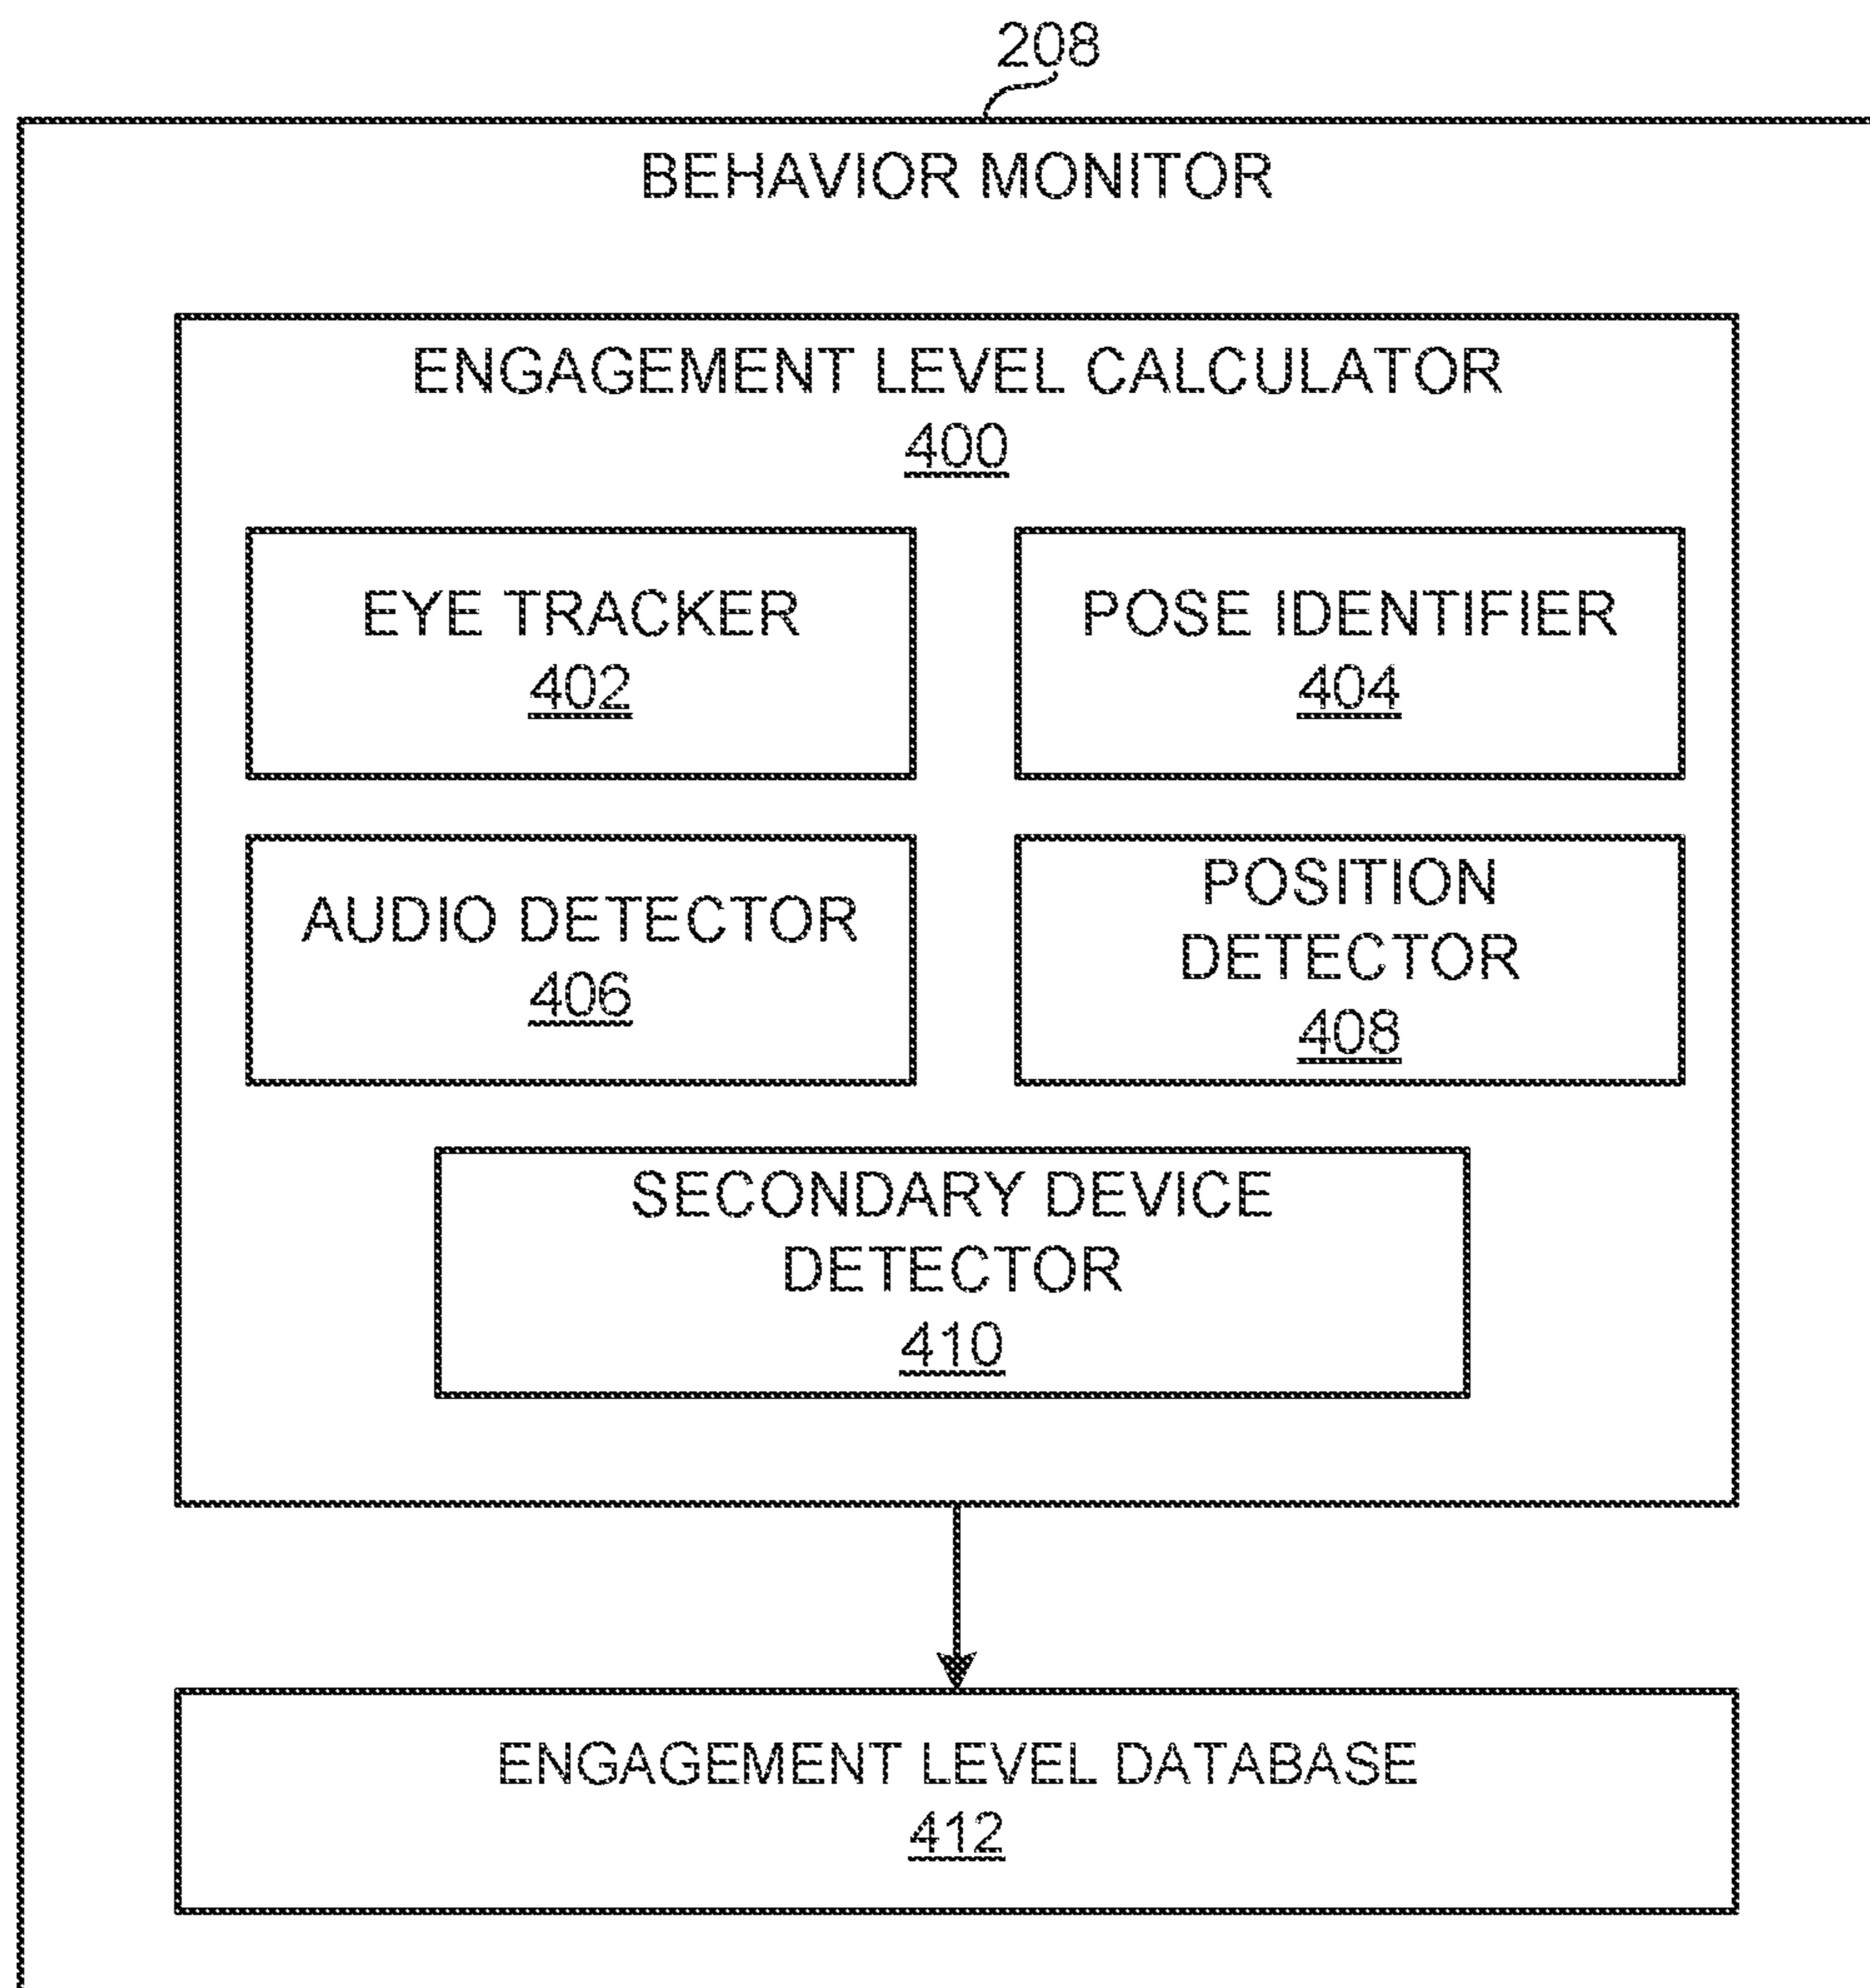 208
BEHAVIOR MONITOR
ENGAGEMENT LEVEL CALCULATOR
400
EYE TRACKER
402
POSE IDENTIFIER
404
AUDIO DETECTOR
406
POSITION
DETECTOR
408
SECONDARY DEVICE
DETECTOR
410
ENGAGEMENT LEVEL DATABASE
412